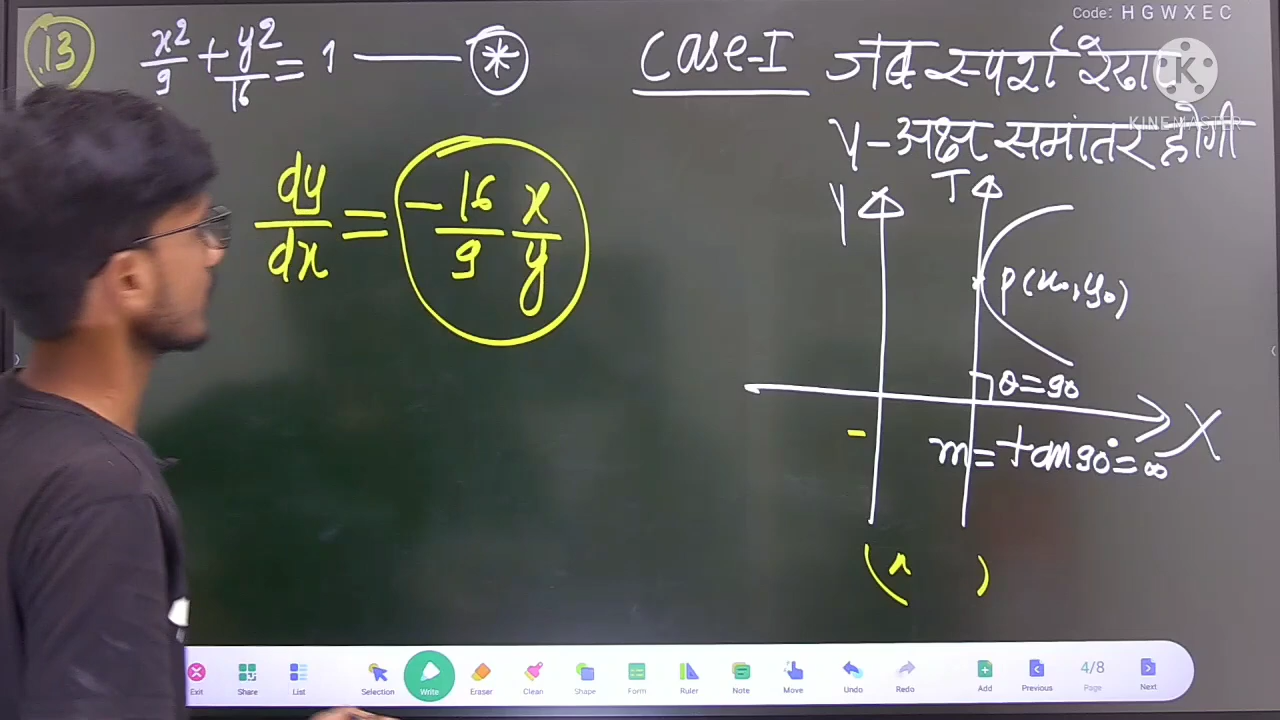 Code: HGWXEC
13 x²/9 + y²/16 = 1 —— *
Case-I जब स्पर्श रेखा
K
KINEMASTER
Y-अक्ष समांतर होगी
dy/dx = -16/9 x/y
Y T
P(x₀, y₀)
θ=90
X
m=tan90°=∞
-
(x )
Exit Share List Selection Write Eraser Clean Shape Form Ruler Note Move Undo Redo Add Previous 4/8 Page Next